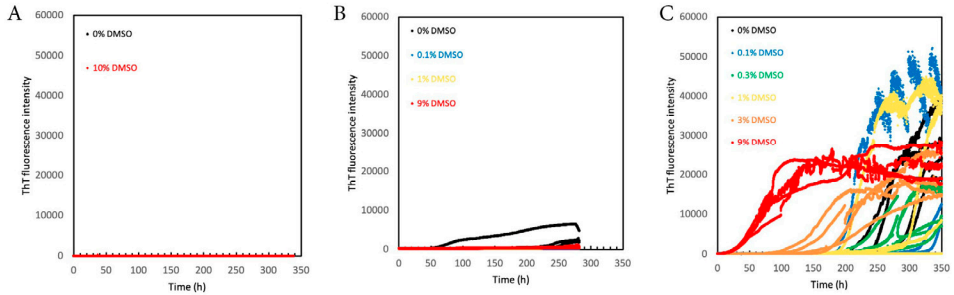 A
ThT fluorescence intensity
60000
50000
40000
30000
20000
10000
0
0% DMSO
10% DMSO
0 50 100 150 200 250 300 350
Time (h)
B
ThT fluorescence intensity
60000
50000
40000
30000
20000
10000
0
0% DMSO
0.1% DMSO
1% DMSO
9% DMSO
0 50 100 150 200 250 300 350
Time (h)
C
ThT fluorescence intensity
60000
50000
40000
30000
20000
10000
0
0% DMSO
0.1% DMSO
0.3% DMSO
1% DMSO
3% DMSO
9% DMSO
0 50 100 150 200 250 300 350
Time (h)